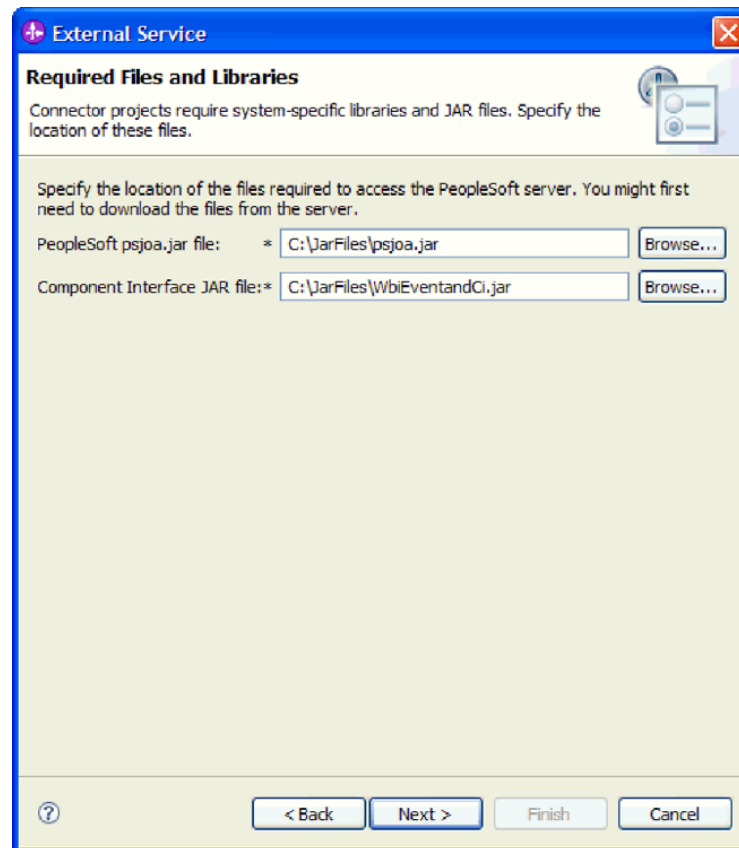 External Service
Required Files and Libraries
Connector projects require system-specific libraries and JAR files. Specify the
location of these files.
Specify the location of the files required to access the PeopleSoft server. You might first
need to download the files from the server.
PeopleSoft psjoa.jar file: * C:\JarFiles\psjoa.jar Browse...
Component Interface JAR file:* C:\JarFiles\WbiEventandCi.jar Browse...
? < Back Next > Finish Cancel